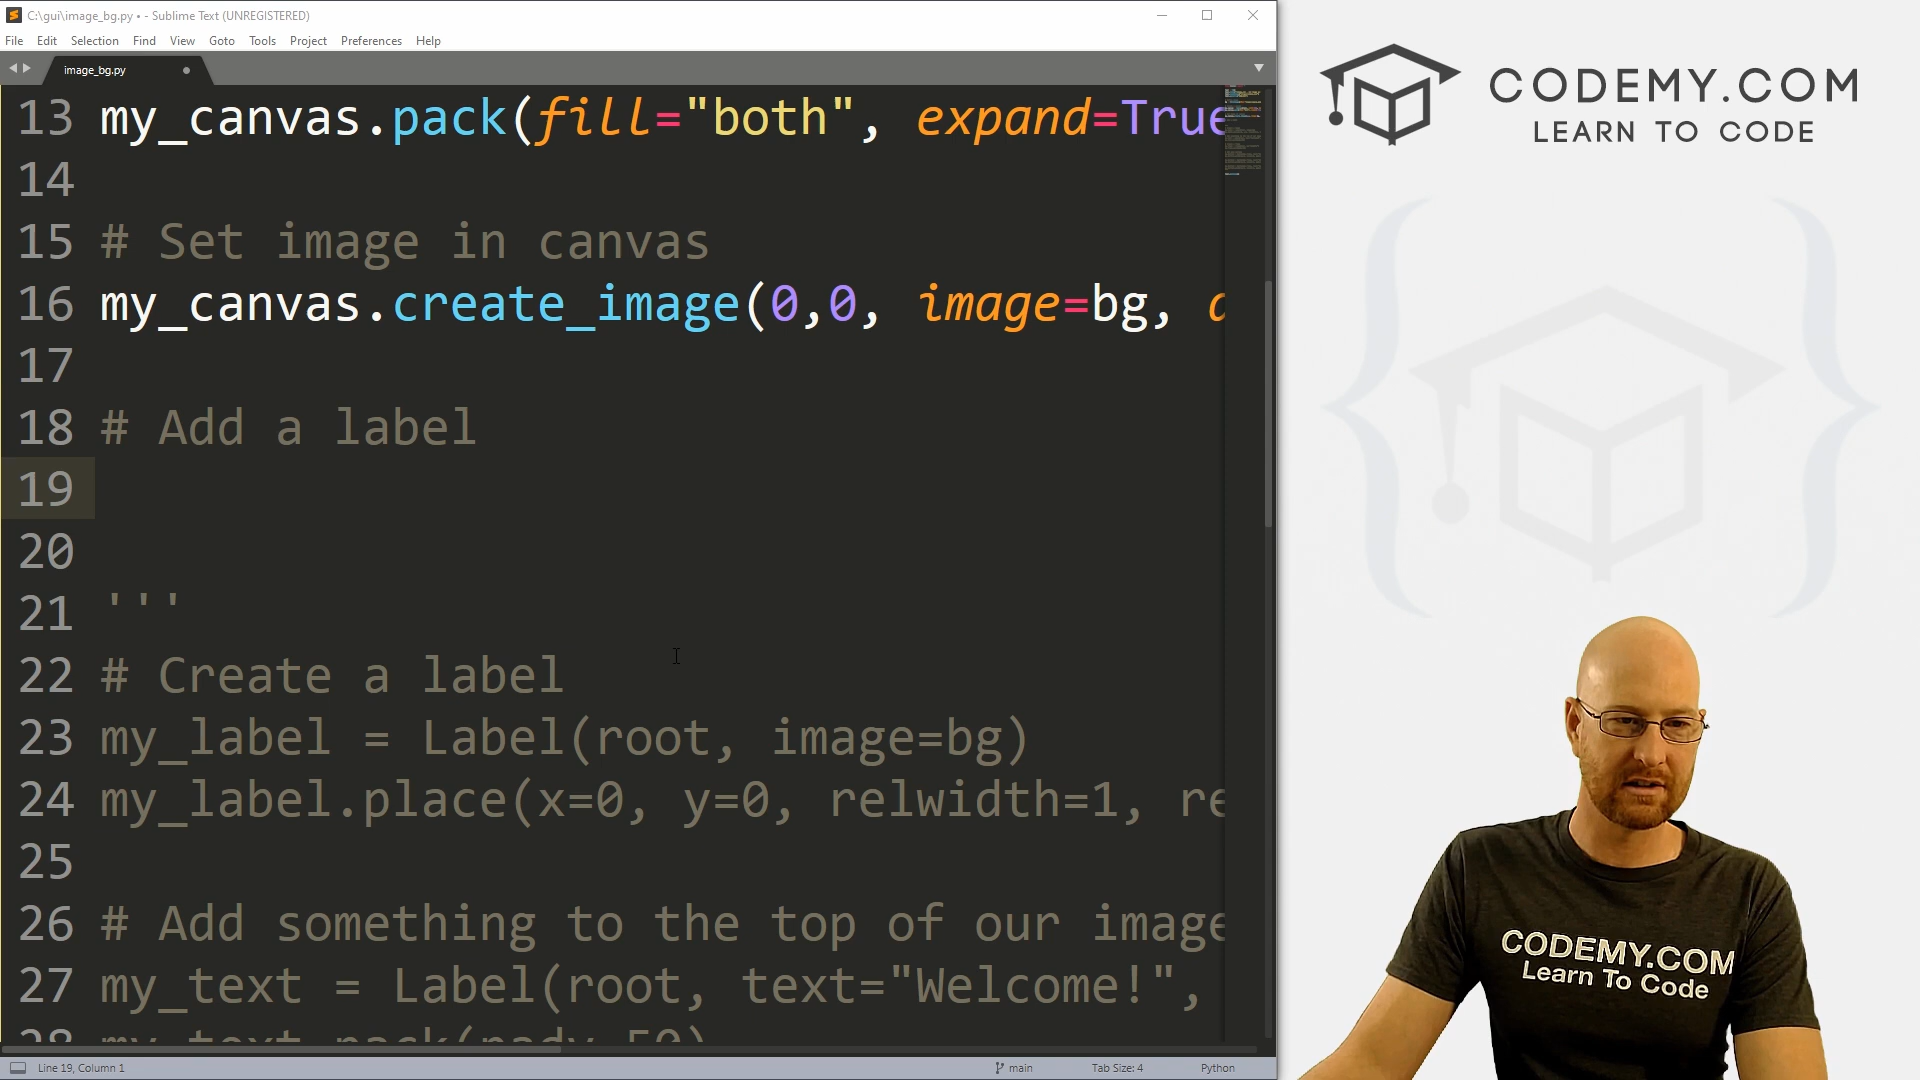 C:\gui\image_bg.py • - Sublime Text (UNREGISTERED)
File Edit Selection Find View Goto Tools Project Preferences Help
image_bg.py
13 my_canvas.pack(fill="both", expand=True
14
15 # Set image in canvas
16 my_canvas.create_image(0,0, image=bg, a
17
18 # Add a label
19
20
21 '''
22 # Create a label
23 my_label = Label(root, image=bg)
24 my_label.place(x=0, y=0, relwidth=1, re
25
26 # Add something to the top of our image
27 my_text = Label(root, text="Welcome!",
28 my_text.pack(pady=50)
Line 19, Column 1 main Tab Size: 4 Python
CODEMY.COM
LEARN TO CODE
CODEMY.COM
Learn To Code